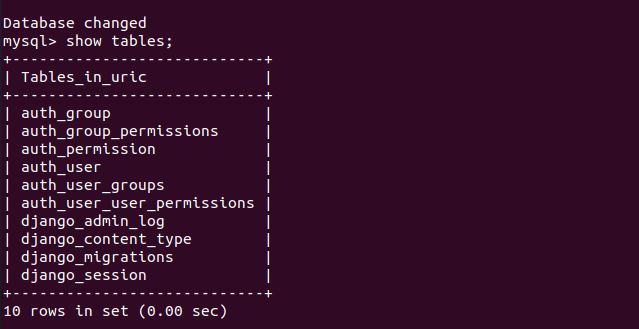 Database changed
mysql> show tables;
+----------------------------+
| Tables_in_uric             |
+----------------------------+
| auth_group                 |
| auth_group_permissions     |
| auth_permission            |
| auth_user                  |
| auth_user_groups           |
| auth_user_user_permissions |
| django_admin_log           |
| django_content_type        |
| django_migrations          |
| django_session             |
+----------------------------+
10 rows in set (0.00 sec)